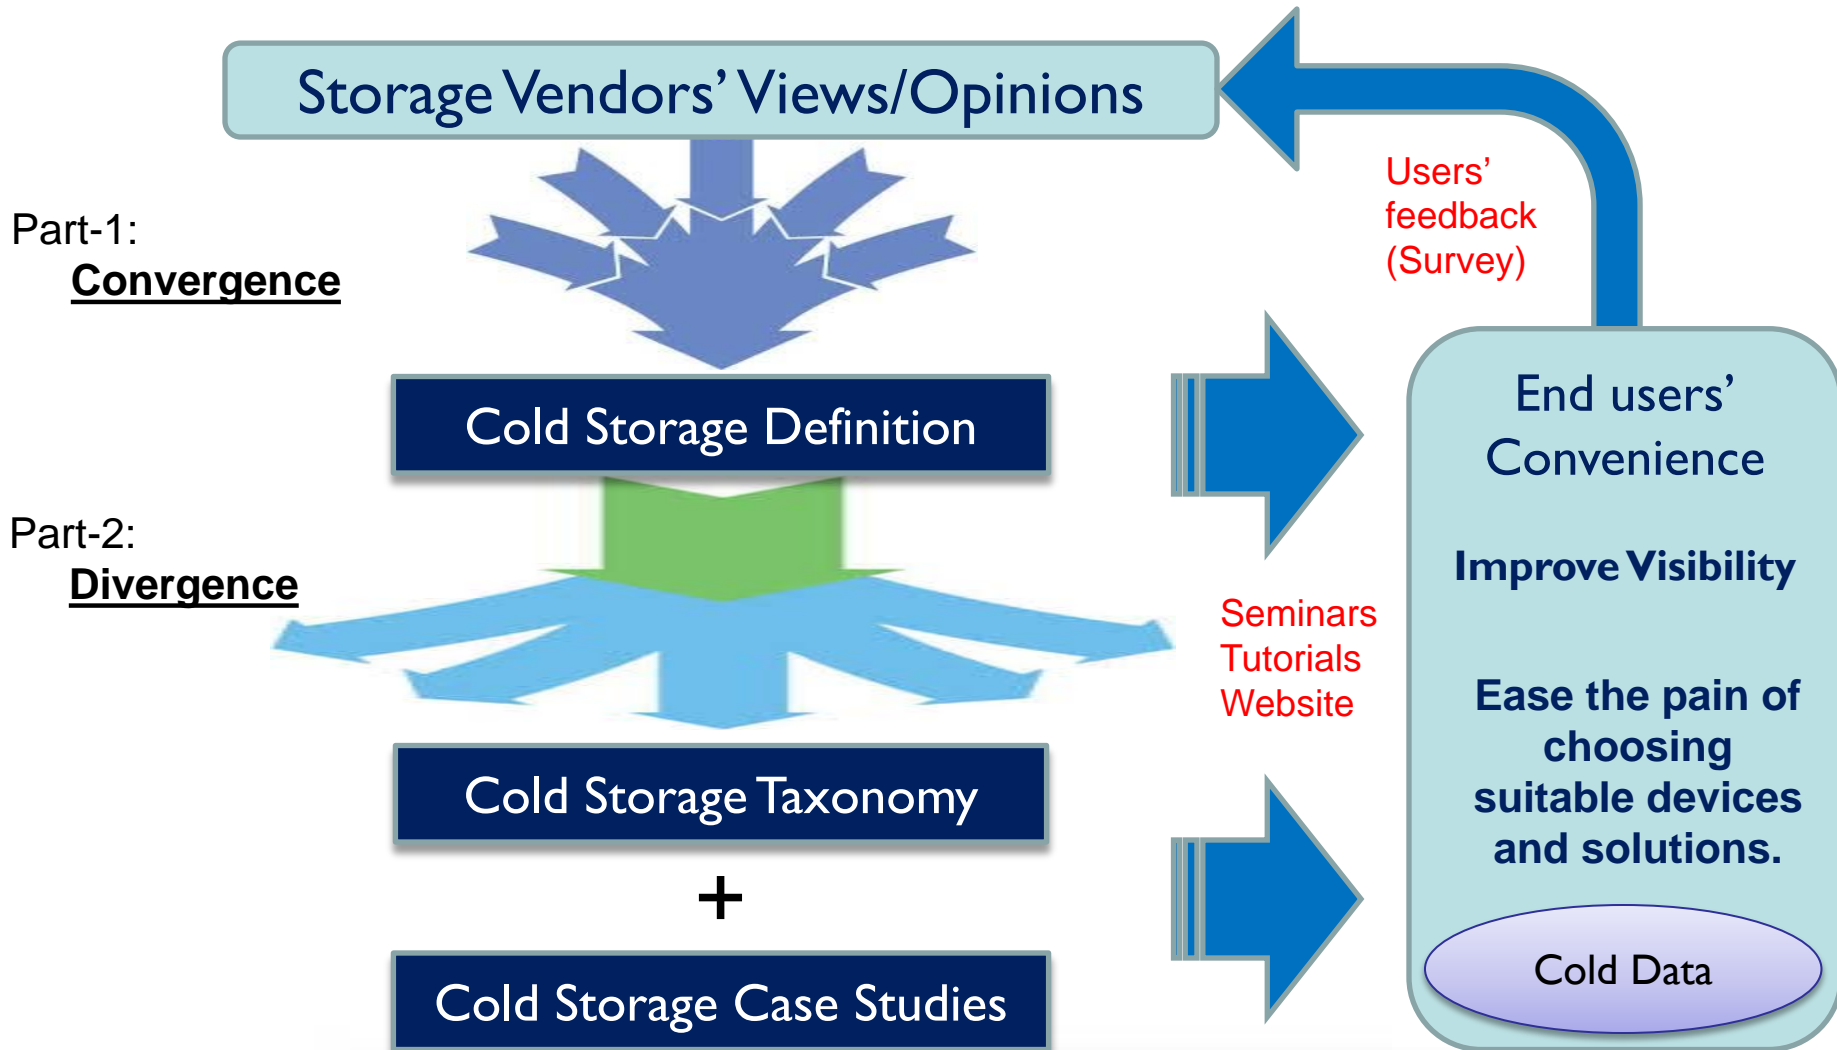 Storage Vendors’ Views/Opinions
Users’
feedback
(Survey)
Part-1:
Convergence
Cold Storage Definition
Part-2:
Divergence
Seminars
Tutorials
Website
Cold Storage Taxonomy
+
Cold Storage Case Studies
End users’
Convenience
Improve Visibility
Ease the pain of
choosing
suitable devices
and solutions.
Cold Data